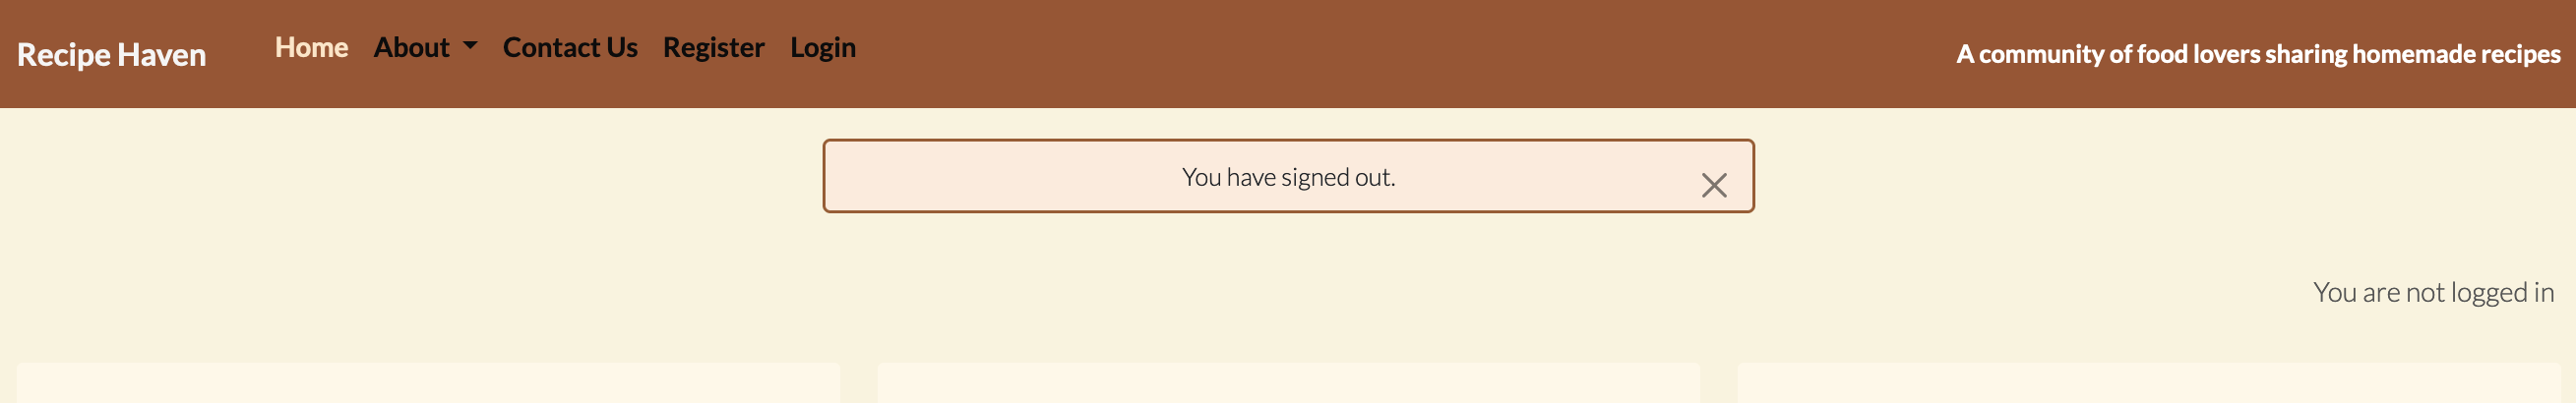 Recipe Haven Home About Contact Us Register Login A community of food lovers sharing homemade recipes
You have signed out.
You are not logged in